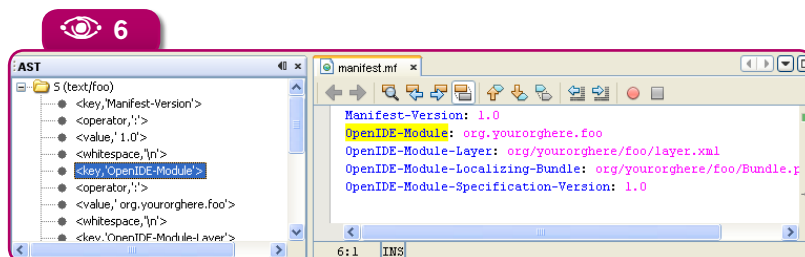 6
AST
S (text/foo)
<key,'Manifest-Version'>
<operator,':'>
<value,' 1.0'>
<whitespace,'\n'>
<key,'OpenIDE-Module'>
<operator,':'>
<value,' org.yourorghere.foo'>
<whitespace,'\n'>
<key,'OpenIDE-Module-Layer'>
manifest.mf
Manifest-Version: 1.0
OpenIDE-Module: org.yourorghere.foo
OpenIDE-Module-Layer: org/yourorghere/foo/layer.xml
OpenIDE-Module-Localizing-Bundle: org/yourorghere/foo/Bundle.p
OpenIDE-Module-Specification-Version: 1.0
6:1 INS